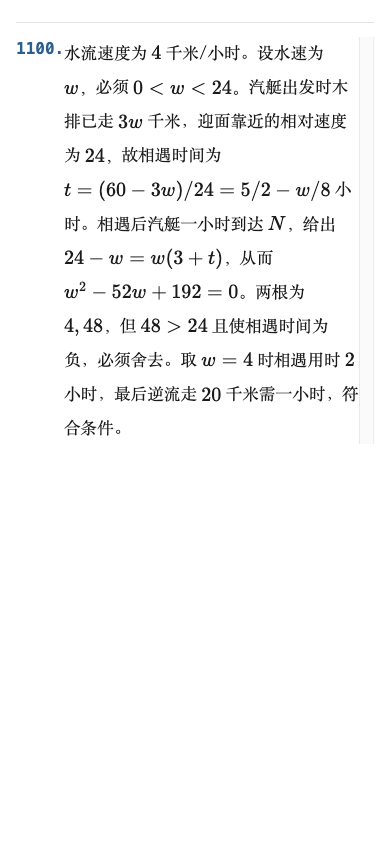 1100. 水流速度为 4 千米/小时。设水速为
w，必须 0 < w < 24。汽艇出发时木
排已走 3w 千米，迎面靠近的相对速度
为 24，故相遇时间为
t = (60 − 3w)/24 = 5/2 − w/8 小
时。相遇后汽艇一小时到达 N，给出
24 − w = w(3 + t)，从而
w² − 52w + 192 = 0。两根为
4, 48，但 48 > 24 且使相遇时间为
负，必须舍去。取 w = 4 时相遇用时 2
小时，最后逆流走 20 千米需一小时，符
合条件。